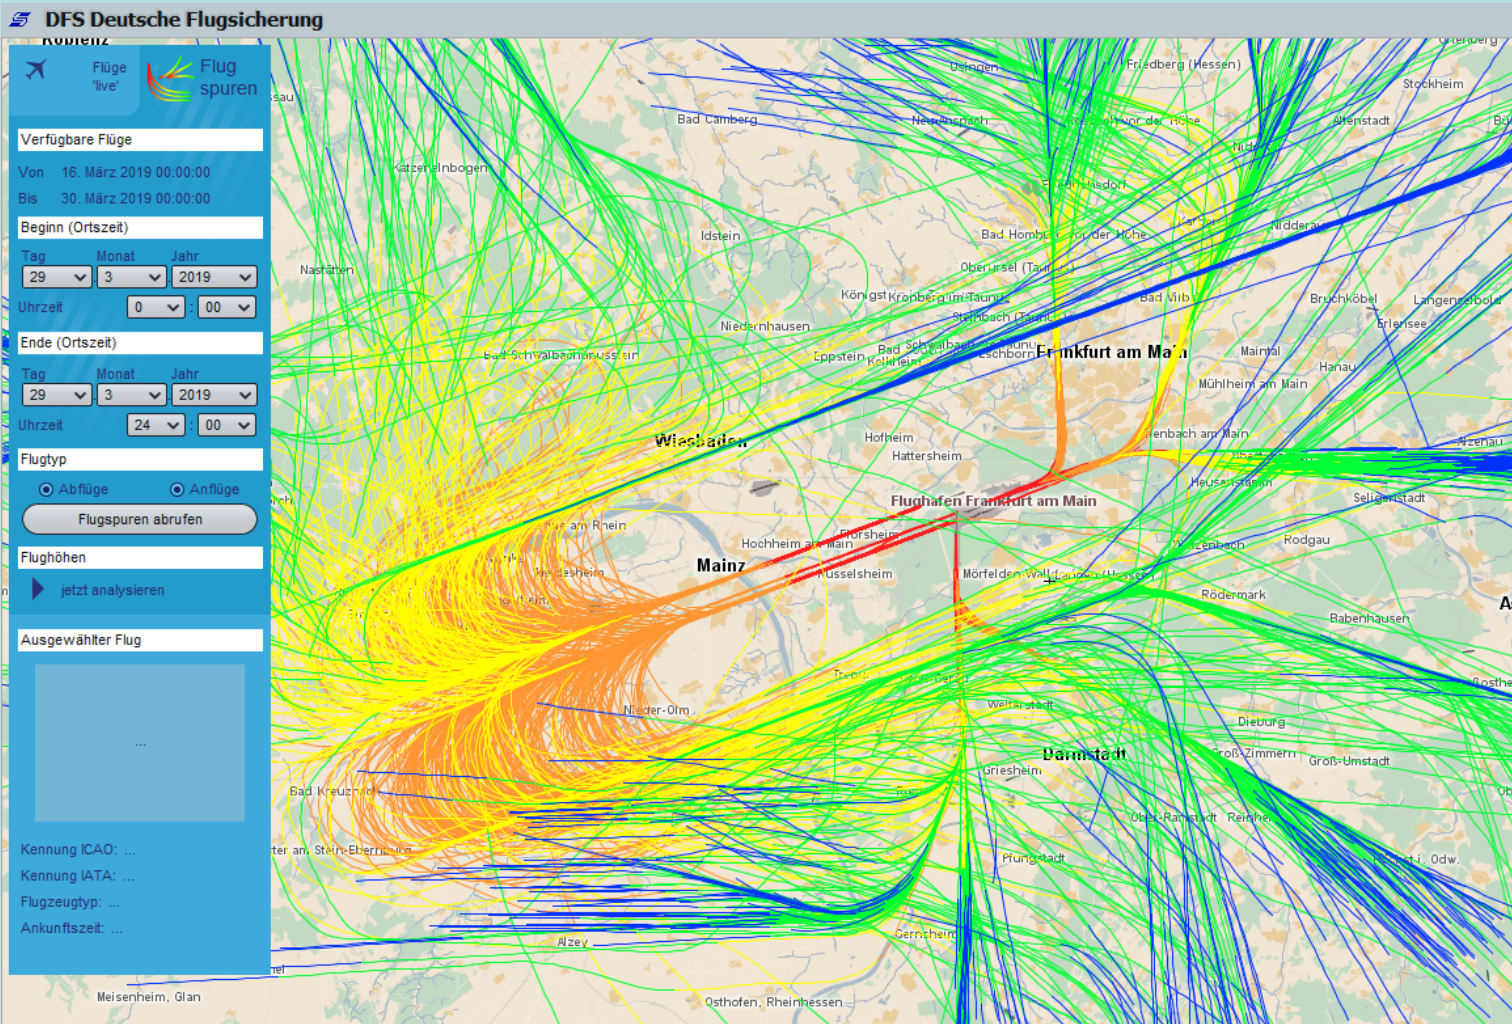 DFS Deutsche Flugsicherung
Koblenz
Flüge
'live'
Flug
spuren
Verfügbare Flüge
Von 16. März 2019 00:00:00
Bis 30. März 2019 00:00:00
Beginn (Ortszeit)
Tag Monat Jahr
29 . 3 . 2019
Uhrzeit 0 : 00
Ende (Ortszeit)
Tag Monat Jahr
29 . 3 . 2019
Uhrzeit 24 : 00
Flugtyp
Abflüge Anflüge
Flugspuren abrufen
Flughöhen
jetzt analysieren
Ausgewählter Flug
...
Kennung ICAO: ...
Kennung IATA: ...
Flugzeugtyp: ...
Ankunftszeit: ...
Usingen
Friedberg (Hessen)
Stockheim
Bad Camberg
Neu-Anspach
Altenstadt
Katzenelnbogen
Friedrichsdorf
Karben
Nidderau
Idstein
Bad Homburg vor der Höhe
Nastätten
Oberursel (Taunus)
Kronberg im Taunus
Bad Vilbel
Bruchköbel
Langenselbold
Steinbach (Taunus)
Erlensee
Niedernhausen
Eppstein
Eschborn
Frankfurt am Main
Maintal
Hanau
Kelkheim
Mühlheim am Main
Wiesbaden
Hofheim
Hattersheim
Alzenau
Heusenstamm
Seligenstadt
Flughafen Frankfurt am Main
Flörsheim
Hochheim am Main
Rodgau
Mainz
Rüsselsheim
Mörfelden-Walldorf
Rödermark
Babenhausen
Weiterstadt
Nieder-Olm
Dieburg
Darmstadt
Groß-Zimmern
Groß-Umstadt
Griesheim
Bad Kreuznach
Ober-Ramstadt
Pfungstadt
Gernsheim
Alzey
Meisenheim, Glan
Osthofen, Rheinhessen